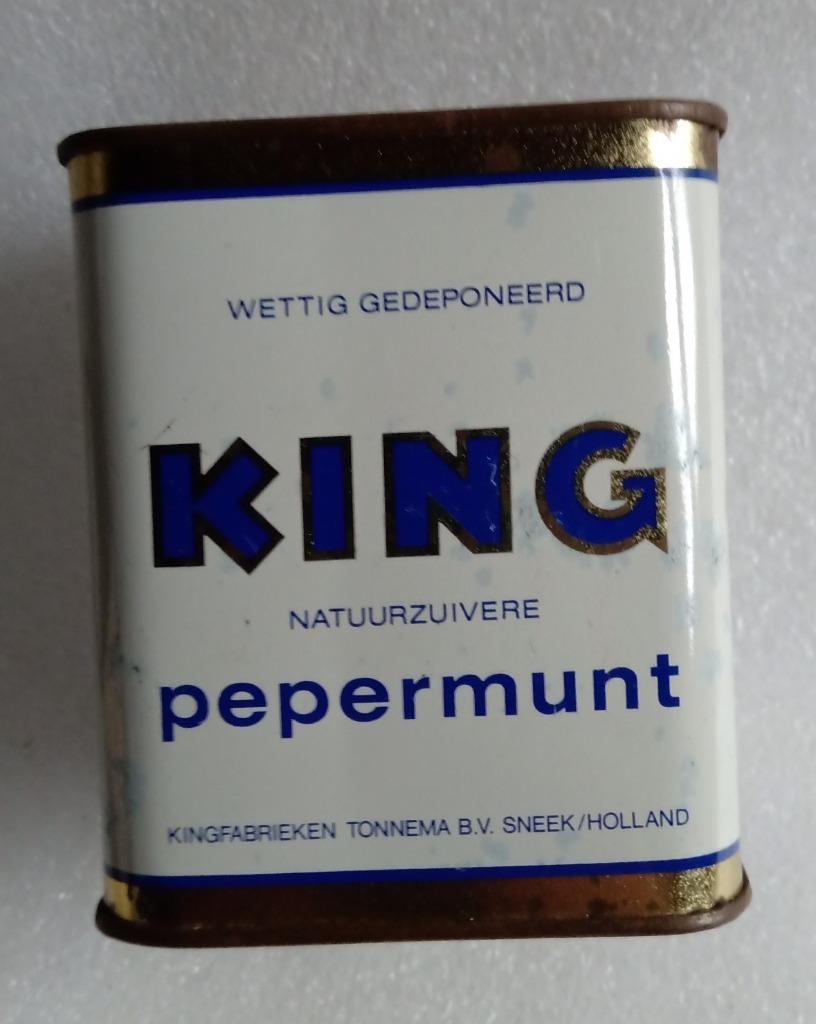 WETTIG GEDEPONEERD
KING
NATUURZUIVERE
pepermunt
KINGFABRIEKEN TONNEMA B.V. SNEEK/HOLLAND